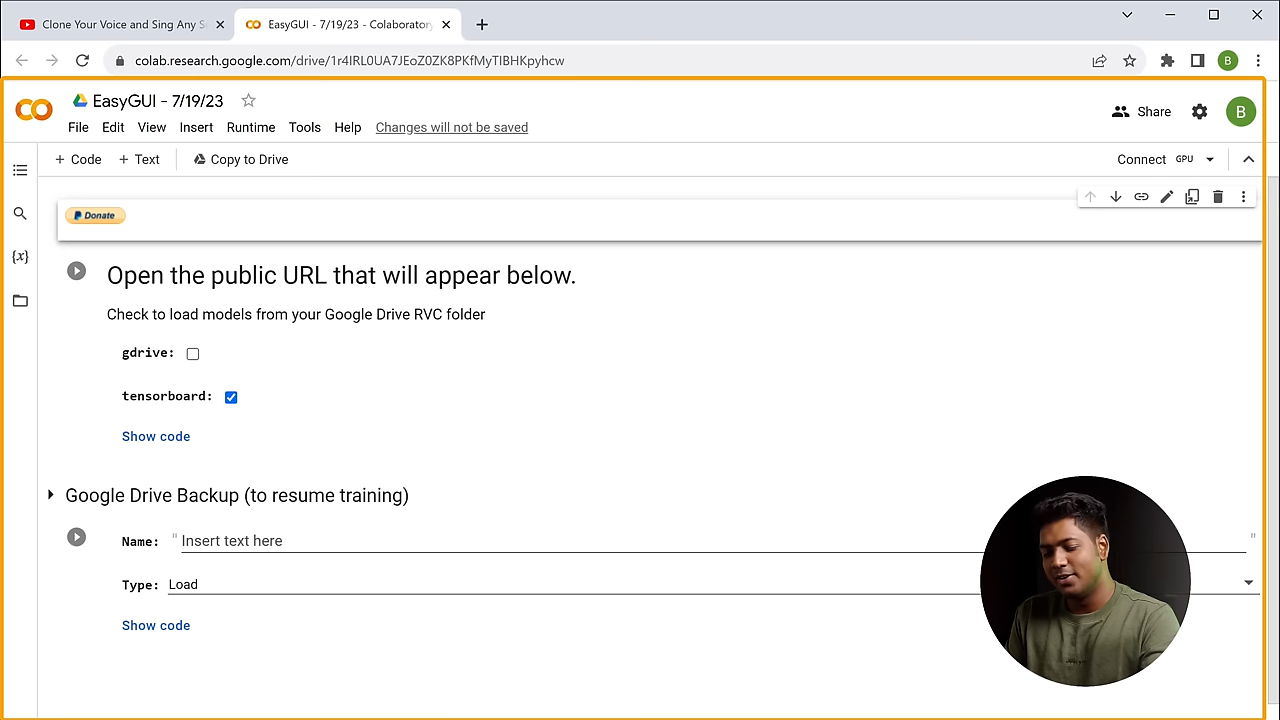 Clone Your Voice and Sing Any S
EasyGUI - 7/19/23 - Colaboratory
colab.research.google.com/drive/1r4IRL0UA7JEoZ0ZK8PKfMyTlBHKpyhcw
B
EasyGUI - 7/19/23
File Edit View Insert Runtime Tools Help Changes will not be saved
Share
B
+ Code + Text Copy to Drive
Connect GPU
Donate
{x}
Open the public URL that will appear below.
Check to load models from your Google Drive RVC folder
gdrive:
tensorboard:
Show code
Google Drive Backup (to resume training)
Name: " Insert text here "
Type: Load
Show code